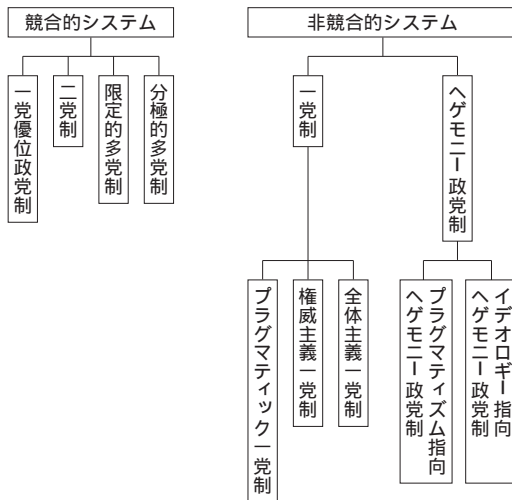 競合的システム
一党優位政党制
二党制
限定的多党制
分極的多党制
非競合的システム
一党制
ヘゲモニー政党制
プラグマティック一党制
権威主義一党制
全体主義一党制
プラグマティズム指向
ヘゲモニー政党制
イデオロギー指向
ヘゲモニー政党制